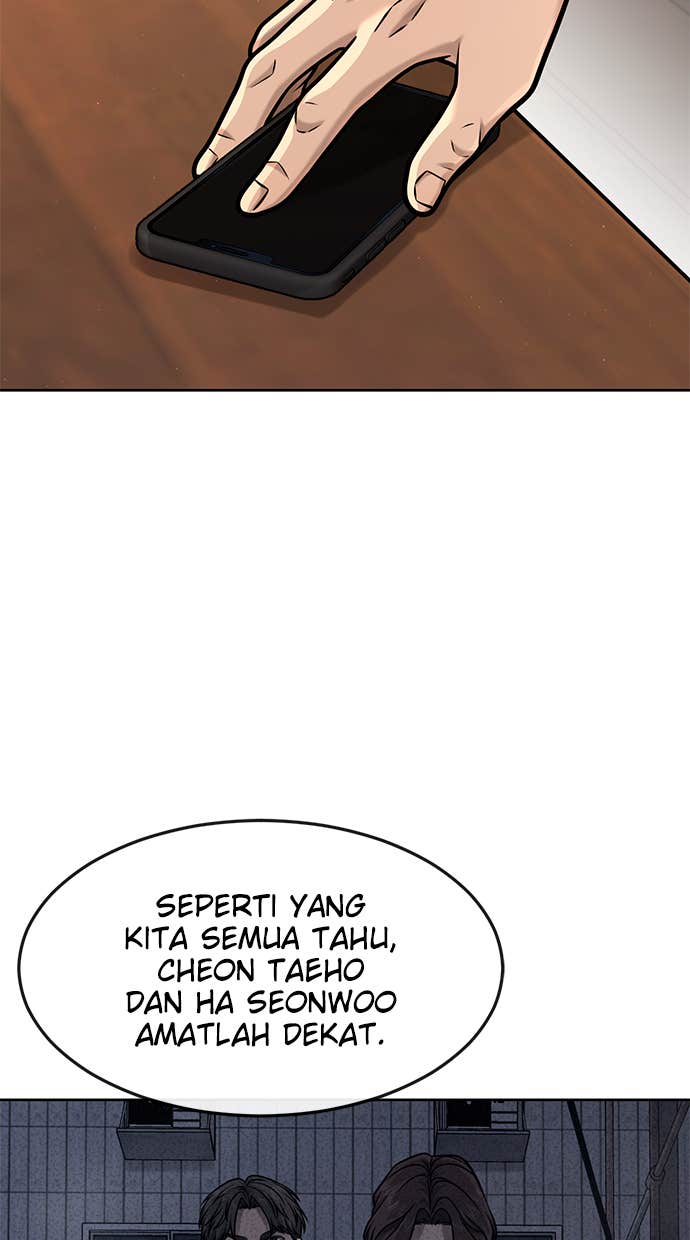 SEPERTI YANG
KITA SEMUA TAHU,
CHEON TAEHO
DAN HA SEONWOO
AMATLAH DEKAT.